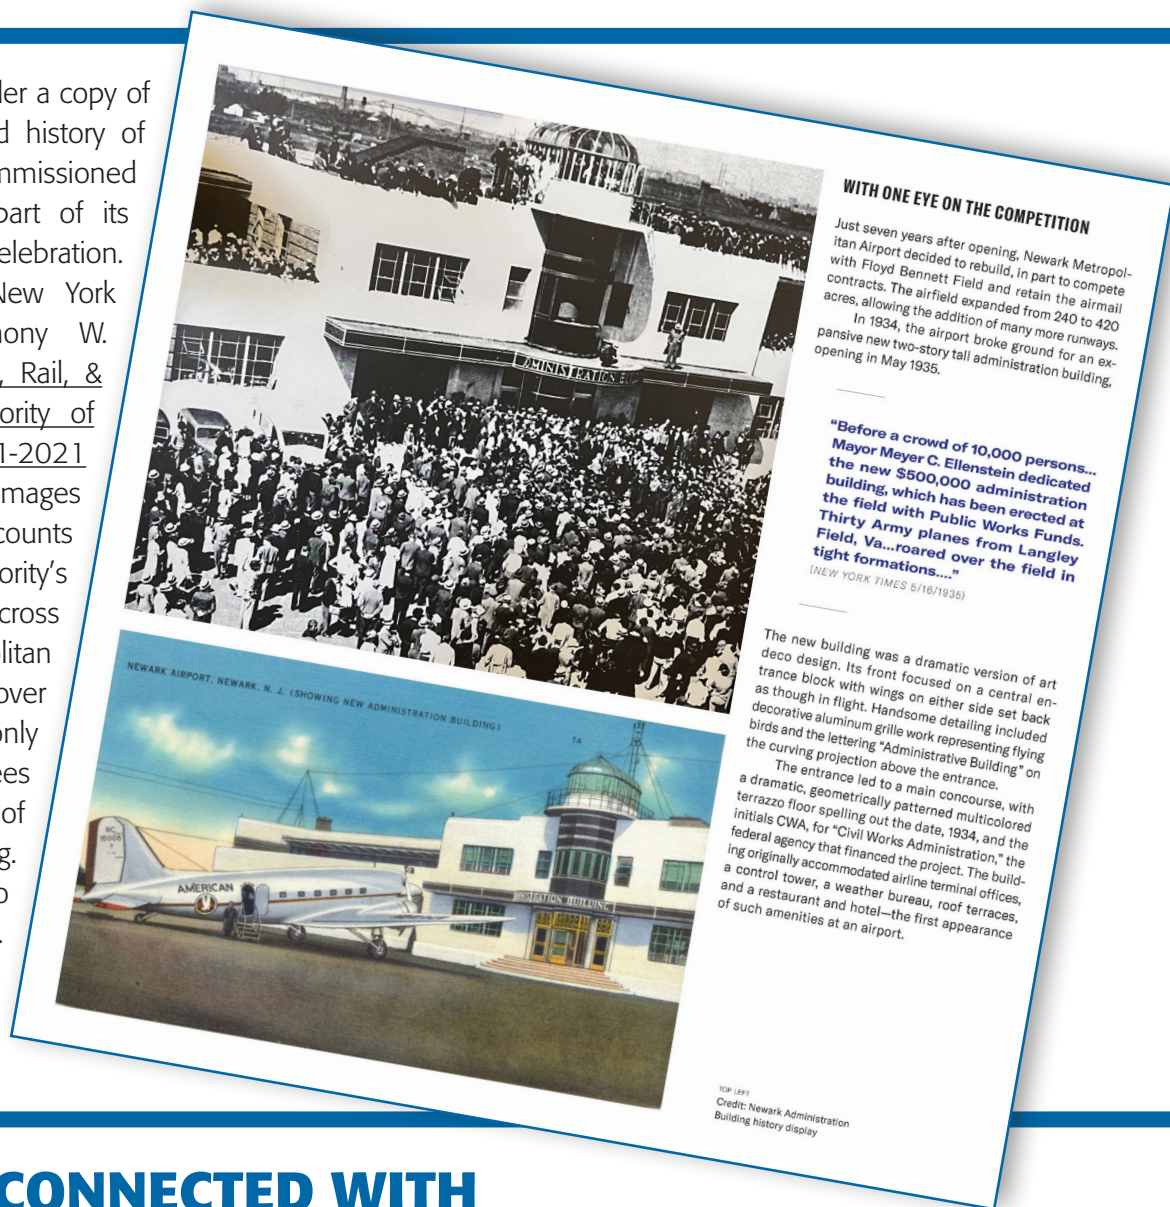 der a copy of
d history of
mmissioned
part of its
elebration.
New York
hony W.
, Rail, &
ority of
1-2021
mages
counts
ority's
cross
olitan
over
only
ees
of
g.
o
.
ADMINISTRATION BU
WITH ONE EYE ON THE COMPETITION
Just seven years after opening, Newark Metropol-
itan Airport decided to rebuild, in part to compete
with Floyd Bennett Field and retain the airmail
contracts. The airfield expanded from 240 to 420
acres, allowing the addition of many more runways.
In 1934, the airport broke ground for an ex-
pansive new two-story tall administration building,
opening in May 1935.
“Before a crowd of 10,000 persons...
Mayor Meyer C. Ellenstein dedicated
the new $500,000 administration
building, which has been erected at
the field with Public Works Funds.
Thirty Army planes from Langley
Field, Va...roared over the field in
tight formations....”
(NEW YORK TIMES 5/16/1935)
The new building was a dramatic version of art
deco design. Its front focused on a central en-
trance block with wings on either side set back
as though in flight. Handsome detailing included
decorative aluminum grille work representing flying
birds and the lettering “Administrative Building” on
the curving projection above the entrance.
The entrance led to a main concourse, with
a dramatic, geometrically patterned multicolored
terrazzo floor spelling out the date, 1934, and the
initials CWA, for “Civil Works Administration,” the
federal agency that financed the project. The build-
ing originally accommodated airline terminal offices,
a control tower, a weather bureau, roof terraces,
and a restaurant and hotel—the first appearance
of such amenities at an airport.
NEWARK AIRPORT, NEWARK, N. J. (SHOWING NEW ADMINISTRATION BUILDING)
14
NC
AMERICAN
ISTRATION BUILDING
TOP LEFT
Credit: Newark Administration
Building history display
CONNECTED WITH